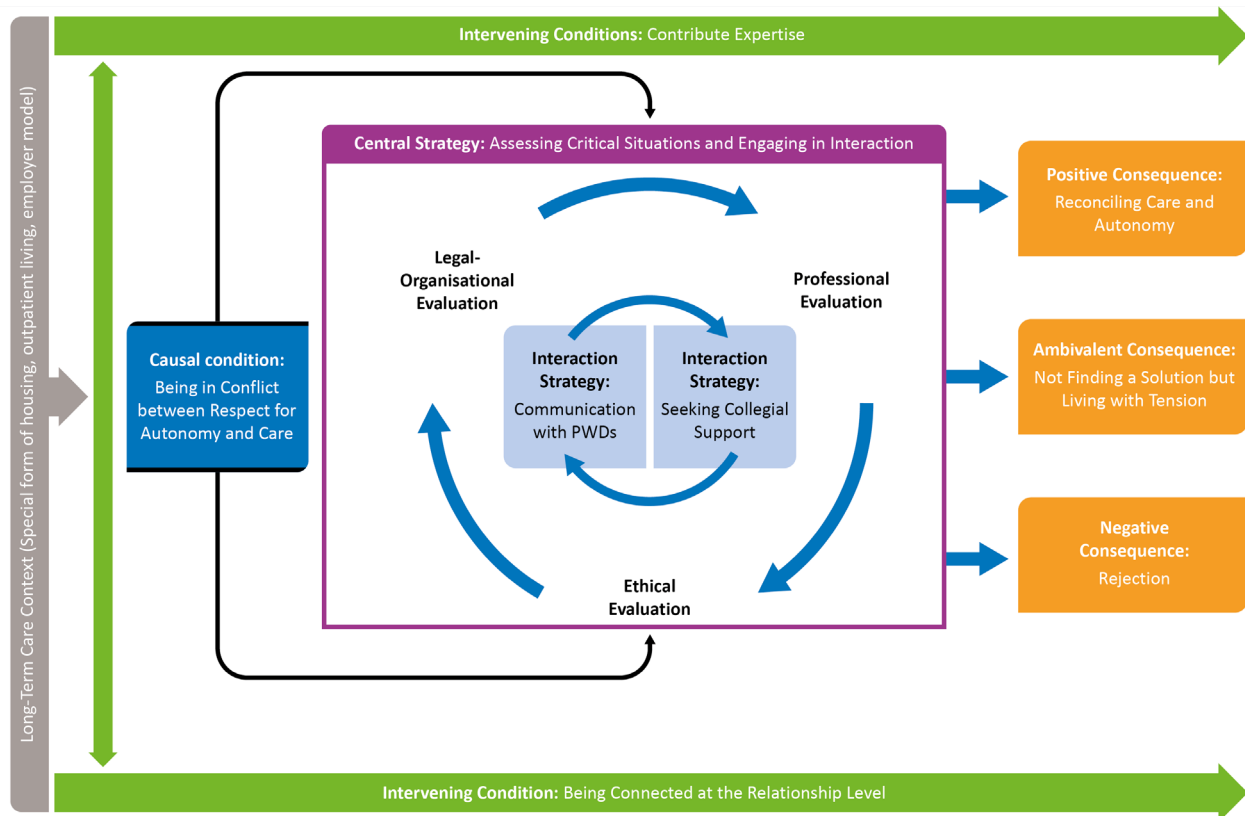 Long-Term Care Context (Special form of housing, outpatient living, employer model)
Intervening Conditions: Contribute Expertise
Causal condition:
Being in Conflict
between Respect for
Autonomy and Care
Central Strategy: Assessing Critical Situations and Engaging in Interaction
Legal-
Organisational
Evaluation
Professional
Evaluation
Interaction
Strategy:
Communication
with PWDs
Interaction
Strategy:
Seeking Collegial
Support
Ethical
Evaluation
Positive Consequence:
Reconciling Care and
Autonomy
Ambivalent Consequence:
Not Finding a Solution but
Living with Tension
Negative
Consequence:
Rejection
Intervening Condition: Being Connected at the Relationship Level